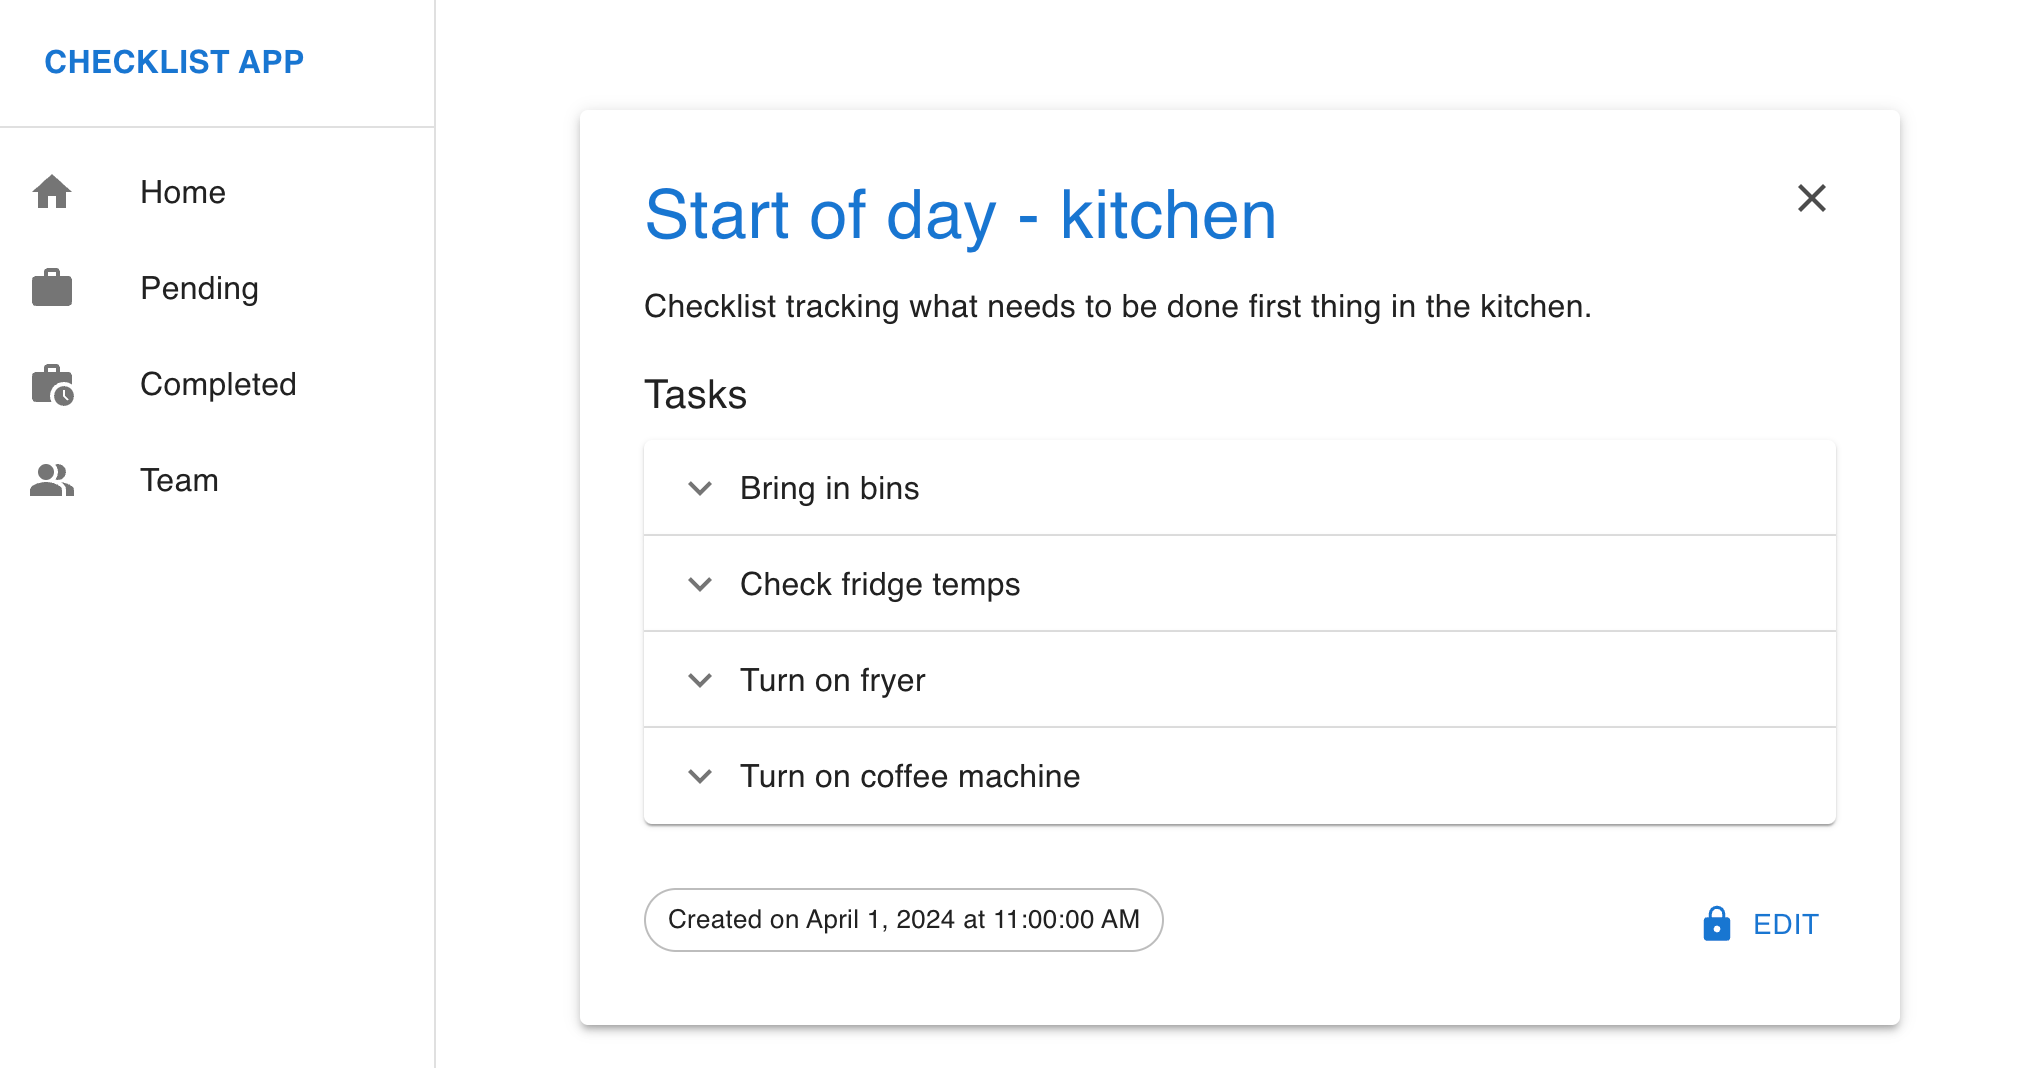 CHECKLIST APP
Home
Pending
Completed
Team
Start of day - kitchen
Checklist tracking what needs to be done first thing in the kitchen.
Tasks
Bring in bins
Check fridge temps
Turn on fryer
Turn on coffee machine
Created on April 1, 2024 at 11:00:00 AM
EDIT